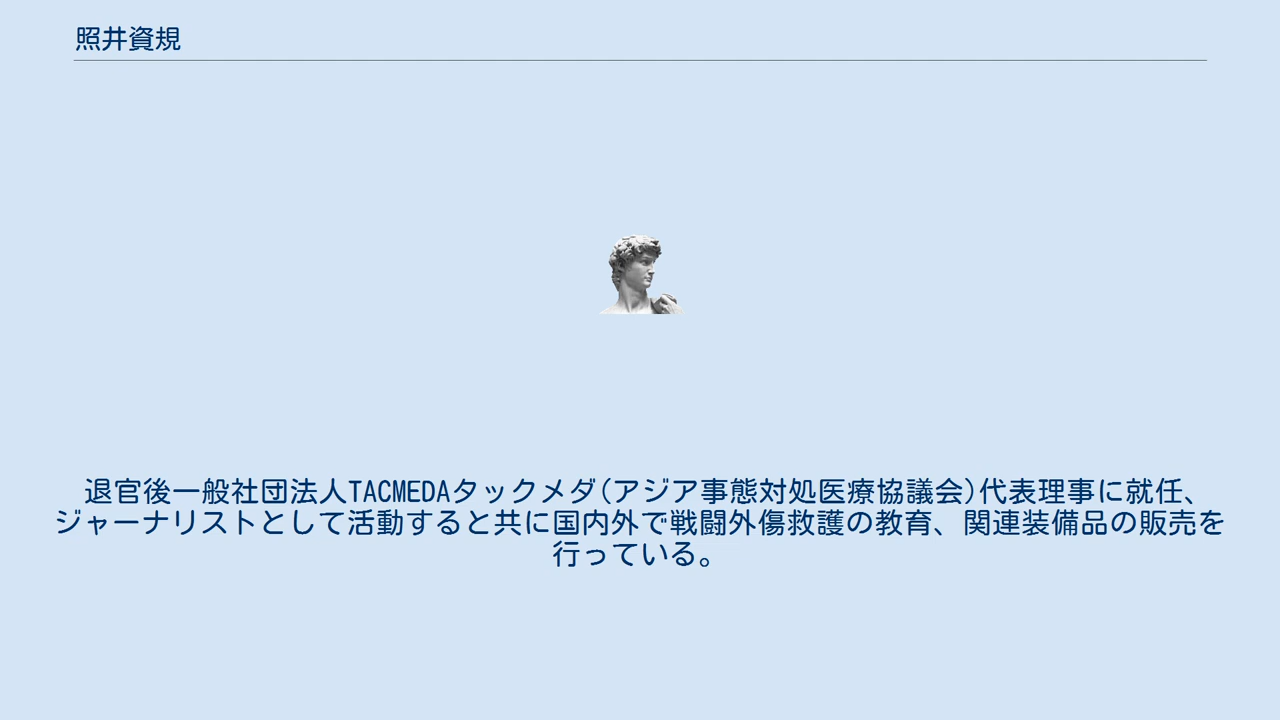 照井資規
退官後一般社団法人TACMEDAタックメダ(アジア事態対処医療協議会)代表理事に就任、
ジャーナリストとして活動すると共に国内外で戦闘外傷救護の教育、関連装備品の販売を
行っている。